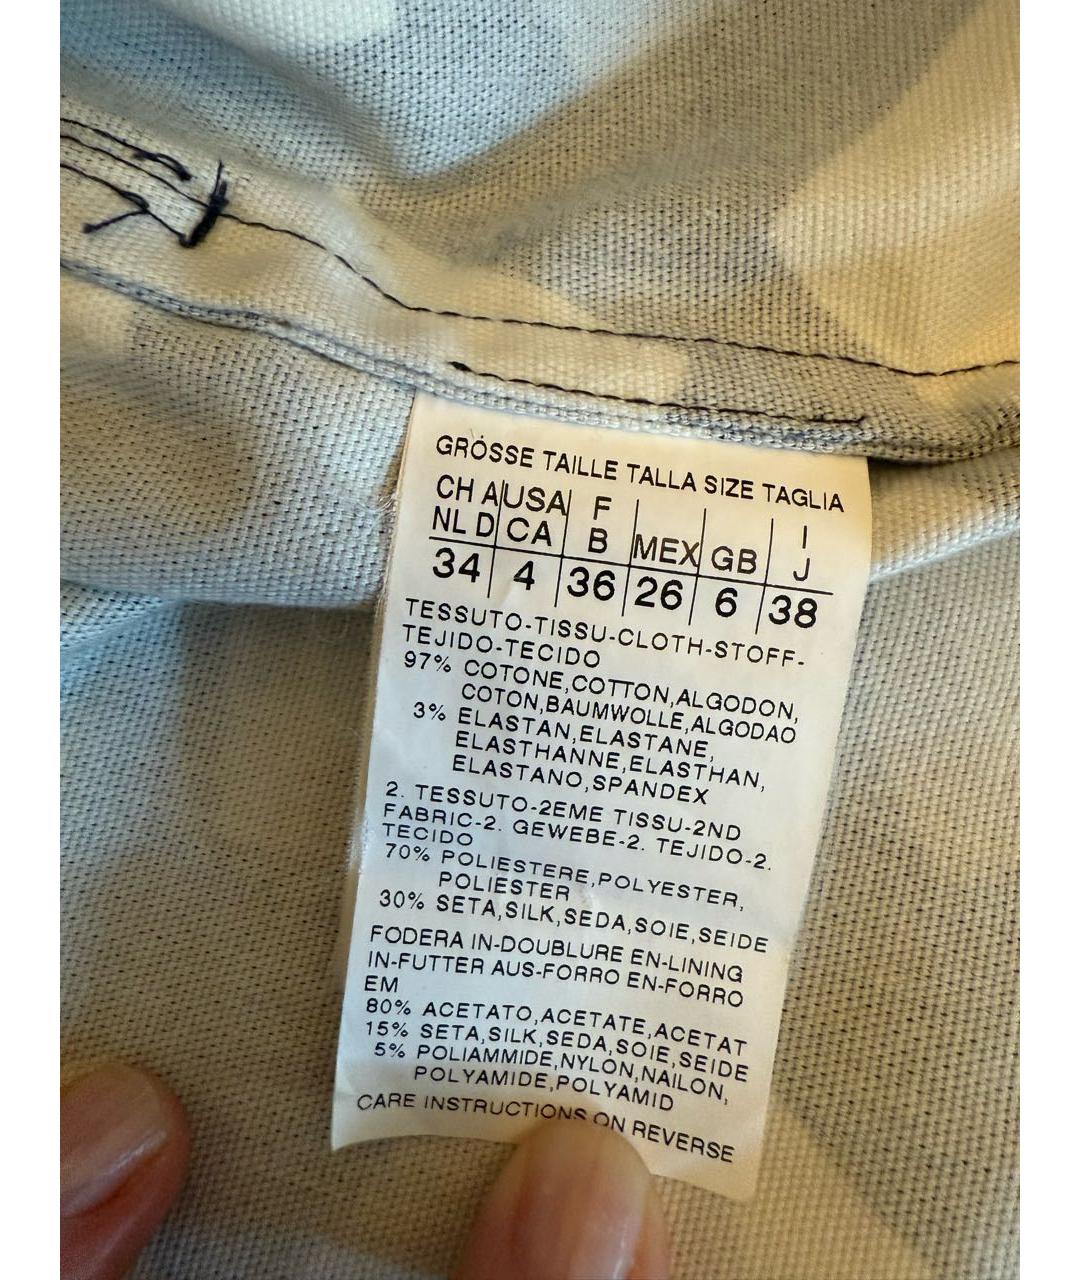 GRÖSSE TAILLE TALLA SIZE TAGLIA
CH A USA F MEX GB I
NL D CA B J
34 4 36 26 6 38
TESSUTO-TISSU-CLOTH-STOFF-
TEJIDO-TECIDO
97% COTONE,COTTON,ALGODON,
COTON,BAUMWOLLE,ALGODAO
3% ELASTAN,ELASTANE,
ELASTHANNE,ELASTHAN,
ELASTANO,SPANDEX
2. TESSUTO-2EME TISSU-2ND
FABRIC-2. GEWEBE-2. TEJIDO-2.
TECIDO
70% POLIESTERE,POLYESTER,
POLIESTER
30% SETA,SILK,SEDA,SOIE,SEIDE
FODERA IN-DOUBLURE EN-LINING
IN-FUTTER AUS-FORRO EN-FORRO
EM
80% ACETATO,ACETATE,ACETAT
15% SETA,SILK,SEDA,SOIE,SEIDE
5% POLIAMMIDE,NYLON,NAILON,
POLYAMIDE,POLYAMID
CARE INSTRUCTIONS ON REVERSE